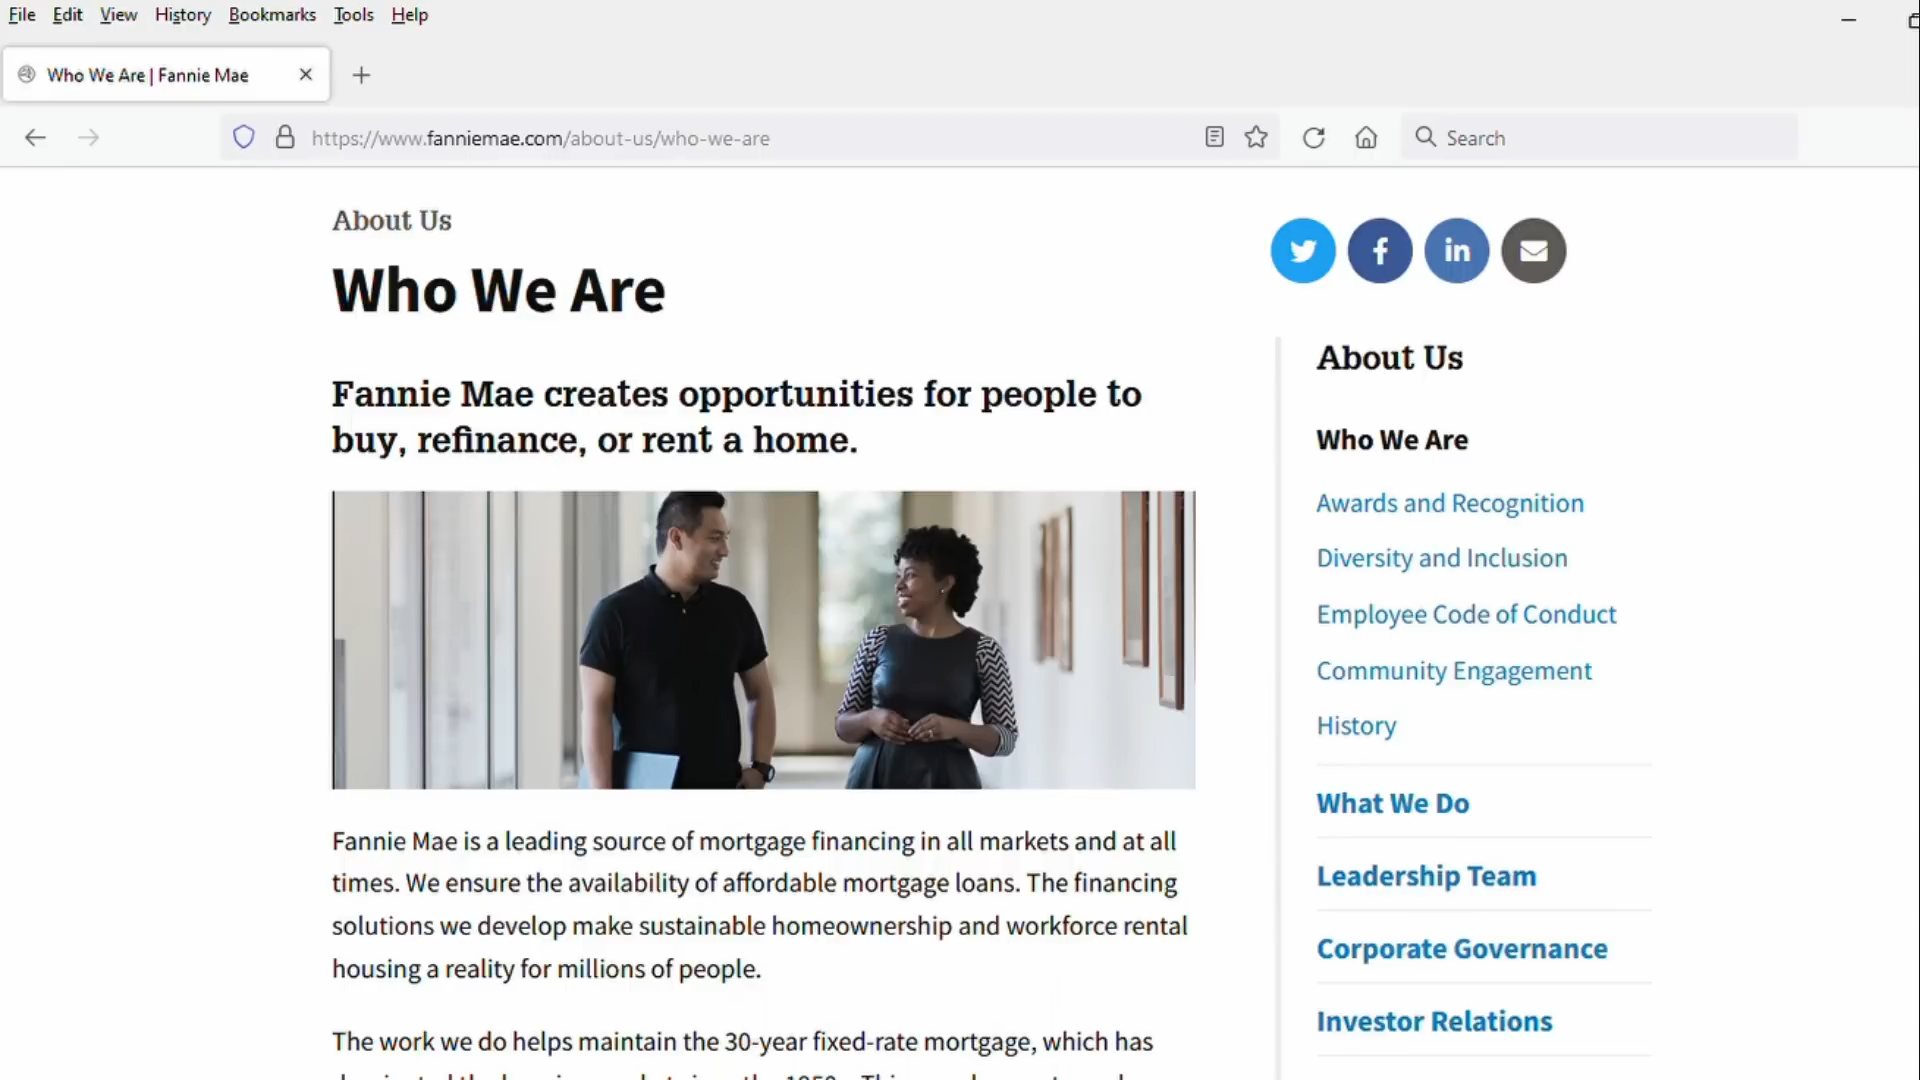 File Edit View History Bookmarks Tools Help
Who We Are | Fannie Mae
https://www.fanniemae.com/about-us/who-we-are
Search
About Us
Who We Are
Fannie Mae creates opportunities for people to
buy, refinance, or rent a home.
Fannie Mae is a leading source of mortgage financing in all markets and at all
times. We ensure the availability of affordable mortgage loans. The financing
solutions we develop make sustainable homeownership and workforce rental
housing a reality for millions of people.
The work we do helps maintain the 30-year fixed-rate mortgage, which has
About Us
Who We Are
Awards and Recognition
Diversity and Inclusion
Employee Code of Conduct
Community Engagement
History
What We Do
Leadership Team
Corporate Governance
Investor Relations